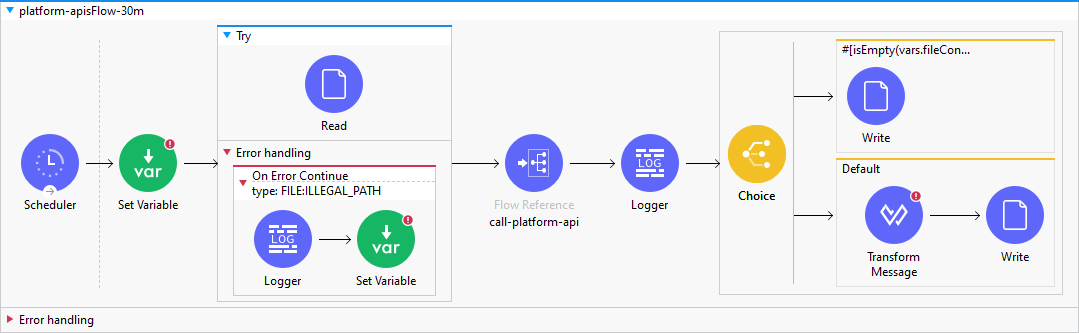 platform-apisFlow-30m
Scheduler
var
Set Variable
Try
Read
Error handling
On Error Continue
type: FILE:ILLEGAL_PATH
LOG
Logger
var
Set Variable
Flow Reference
call-platform-api
LOG
Logger
Choice
#[isEmpty(vars.fileCon...
Write
Default
Transform
Message
Write
Error handling